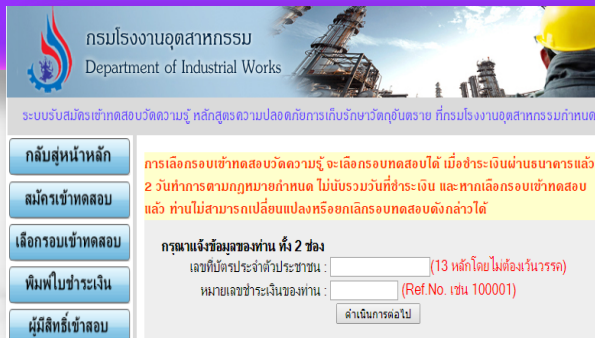 กรมโรงงานอุตสาหกรรม
Department of Industrial Works
ระบบรับสมัครเข้าทดสอบวัดความรู้ หลักสูตรความปลอดภัยการเก็บรักษาวัตถุอันตราย ที่กรมโรงงานอุตสาหกรรมกำหนด
กลับสู่หน้าหลัก
สมัครเข้าทดสอบ
เลือกรอบเข้าทดสอบ
พิมพ์ใบชำระเงิน
ผู้มีสิทธิ์เข้าสอบ
การเลือกรอบเข้าทดสอบวัดความรู้ จะเลือกรอบทดสอบได้ เมื่อชำระเงินผ่านธนาคารแล้ว
2 วันทำการตามกฎหมายกำหนด ไม่นับรวมวันที่ชำระเงิน และหากเลือกรอบเข้าทดสอบ
แล้ว ท่านไม่สามารถเปลี่ยนแปลงหรือยกเลิกรอบทดสอบดังกล่าวได้
กรุณาแจ้งข้อมูลของท่าน ทั้ง 2 ช่อง
เลขที่บัตรประจำตัวประชาชน : (13 หลักโดยไม่ต้องเว้นวรรค)
หมายเลขชำระเงินของท่าน : (Ref.No. เช่น 100001)
ดำเนินการต่อไป